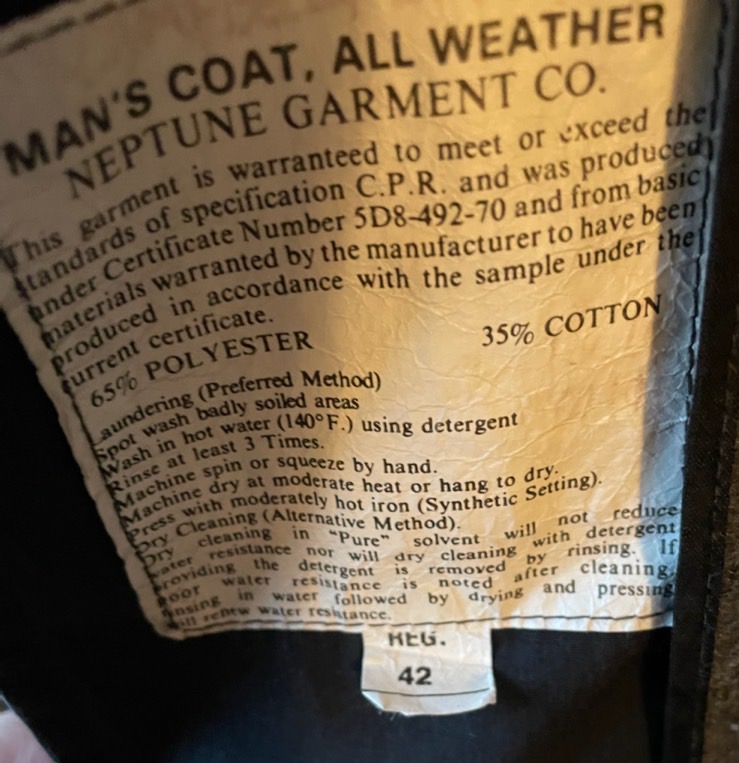 MAN'S COAT, ALL WEATHER
NEPTUNE GARMENT CO.
This garment is warranteed to meet or exceed the
standards of specification C.P.R. and was produced
under Certificate Number 5D8-492-70 and from basic
materials warranted by the manufacturer to have been
produced in accordance with the sample under the
current certificate.
65% POLYESTER 35% COTTON
Laundering (Preferred Method)
Spot wash badly soiled areas
Wash in hot water (140°F.) using detergent
Rinse at least 3 Times.
Machine spin or squeeze by hand.
Machine dry at moderate heat or hang to dry.
Press with moderately hot iron (Synthetic Setting).
Dry Cleaning (Alternative Method).
Dry cleaning in "Pure" solvent will not reduce
water resistance nor will dry cleaning with detergent
providing the detergent is removed by rinsing. If
poor water resistance is noted after cleaning,
rinsing in water followed by drying and pressing
will renew water resistance.
REG.
42